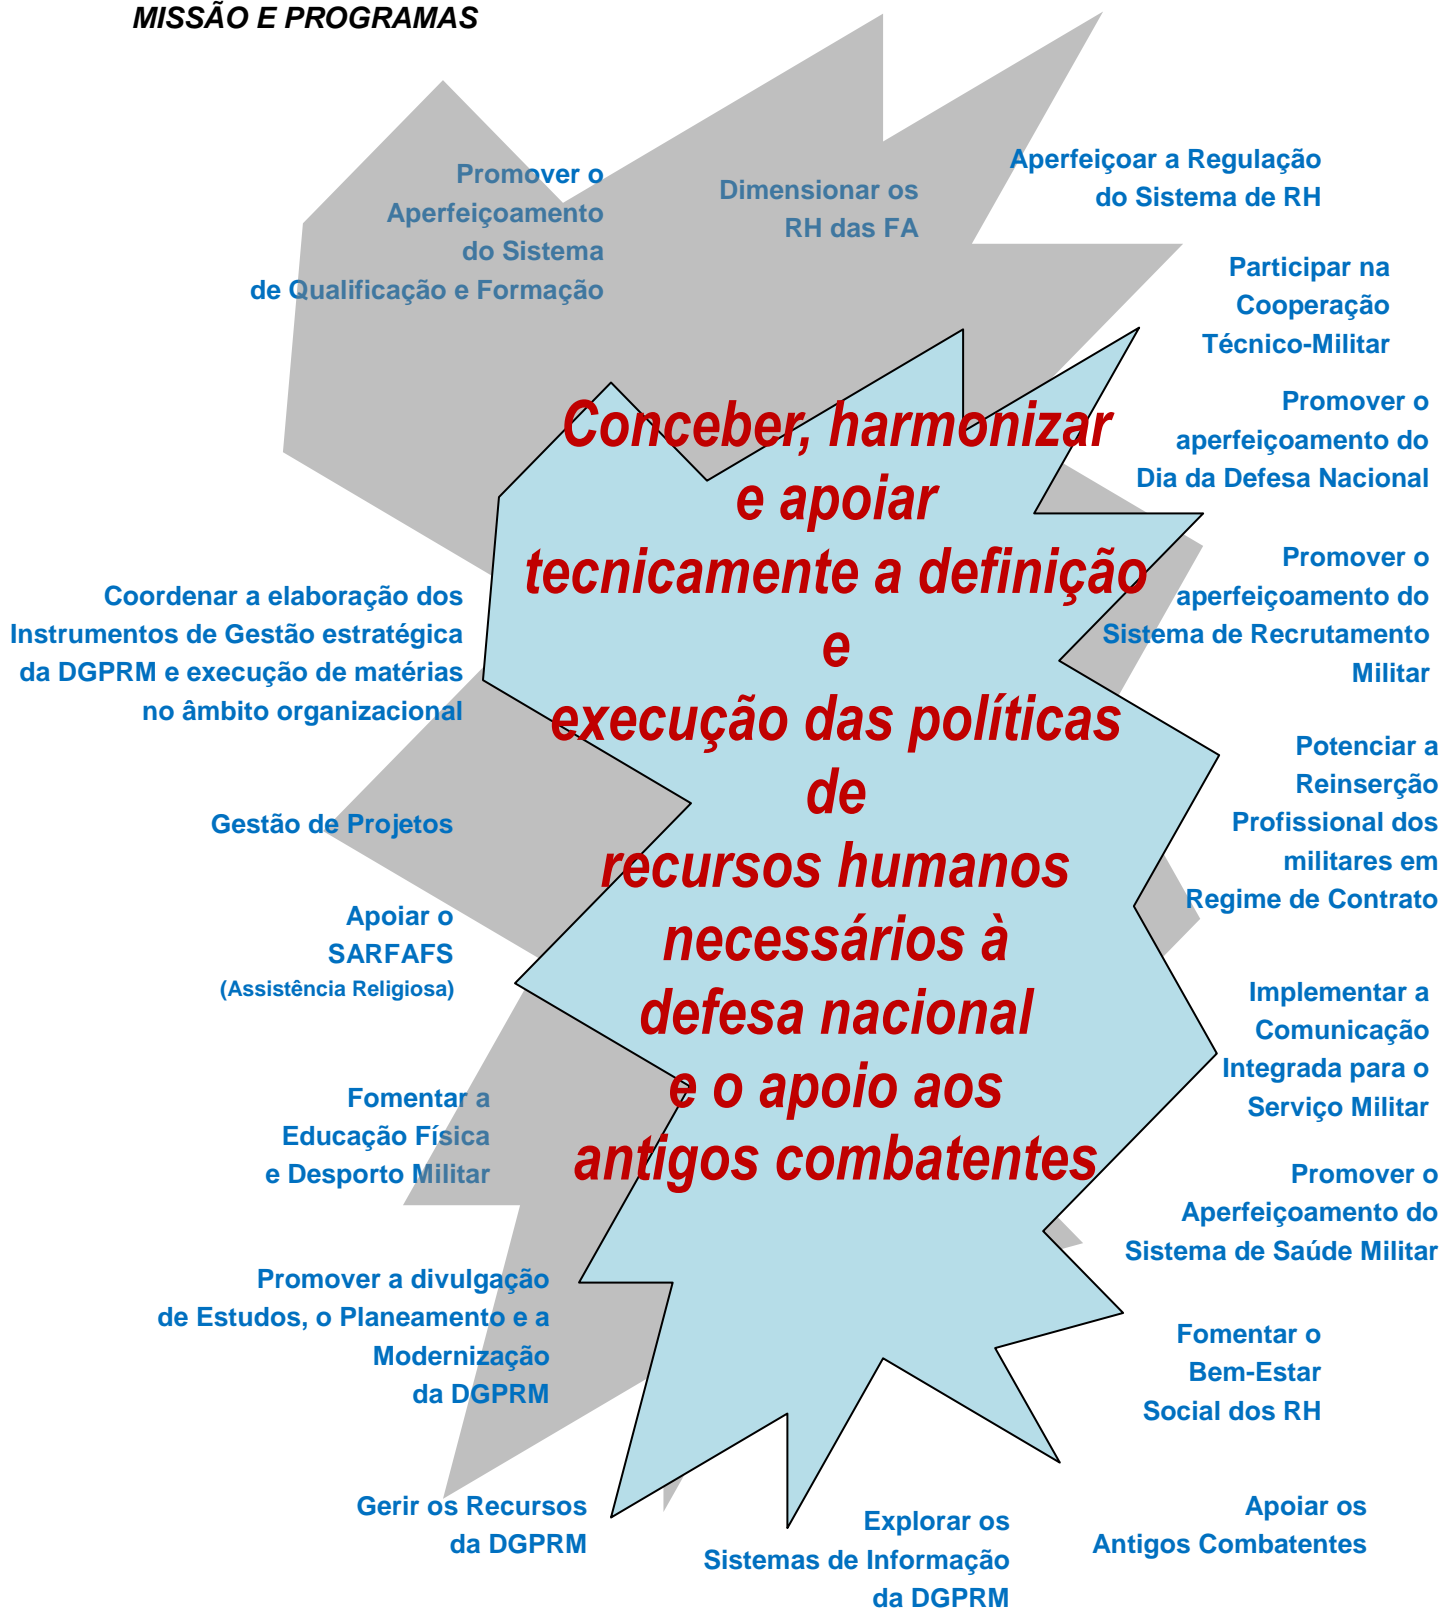 MISSÃO E PROGRAMAS
Promover o
Aperfeiçoamento
do Sistema
de Qualificação e Formação
Dimensionar os
RH das FA
Aperfeiçoar a Regulação
do Sistema de RH
Participar na
Cooperação
Técnico-Militar
Promover o
aperfeiçoamento do
Dia da Defesa Nacional
Promover o
aperfeiçoamento do
Sistema de Recrutamento
Militar
Potenciar a
Reinserção
Profissional dos
militares em
Regime de Contrato
Implementar a
Comunicação
Integrada para o
Serviço Militar
Promover o
Aperfeiçoamento do
Sistema de Saúde Militar
Fomentar o
Bem-Estar
Social dos RH
Apoiar os
Antigos Combatentes
Explorar os
Sistemas de Informação
da DGPRM
Gerir os Recursos
da DGPRM
Promover a divulgação
de Estudos, o Planeamento e a
Modernização
da DGPRM
Fomentar a
Educação Física
e Desporto Militar
Apoiar o
SARFAFS
(Assistência Religiosa)
Gestão de Projetos
Coordenar a elaboração dos
Instrumentos de Gestão estratégica
da DGPRM e execução de matérias
no âmbito organizacional
Conceber, harmonizar
e apoiar
tecnicamente a definição
e
execução das políticas
de
recursos humanos
necessários à
defesa nacional
e o apoio aos
antigos combatentes